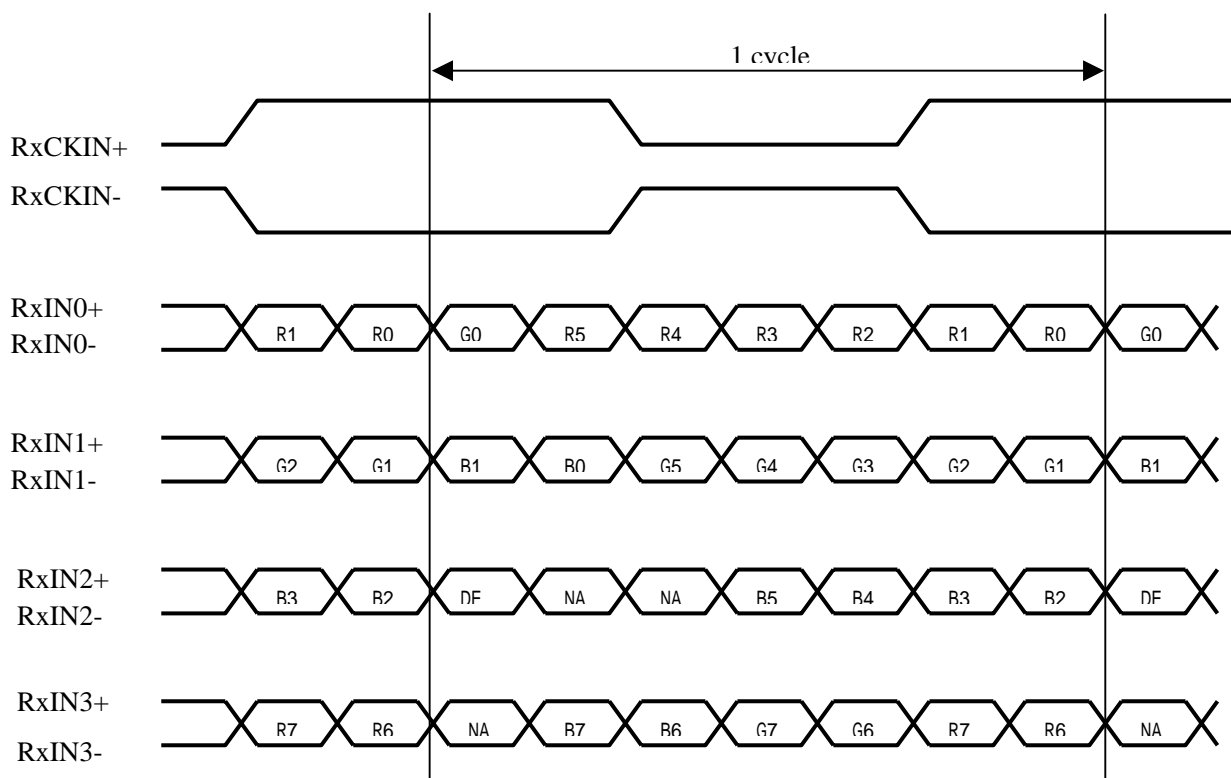 1 cycle
RxCKIN+
RxCKIN-
RxIN0+
RxIN0-
R1 R0 G0 R5 R4 R3 R2 R1 R0 G0
RxIN1+
RxIN1-
G2 G1 B1 B0 G5 G4 G3 G2 G1 B1
RxIN2+
RxIN2-
B3 B2 DE NA NA B5 B4 B3 B2 DE
RxIN3+
RxIN3-
R7 R6 NA B7 B6 G7 G6 R7 R6 NA